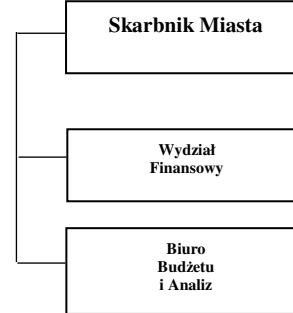 Skarbnik Miasta
Wydział
Finansowy
Biuro
Budżetu
i Analiz